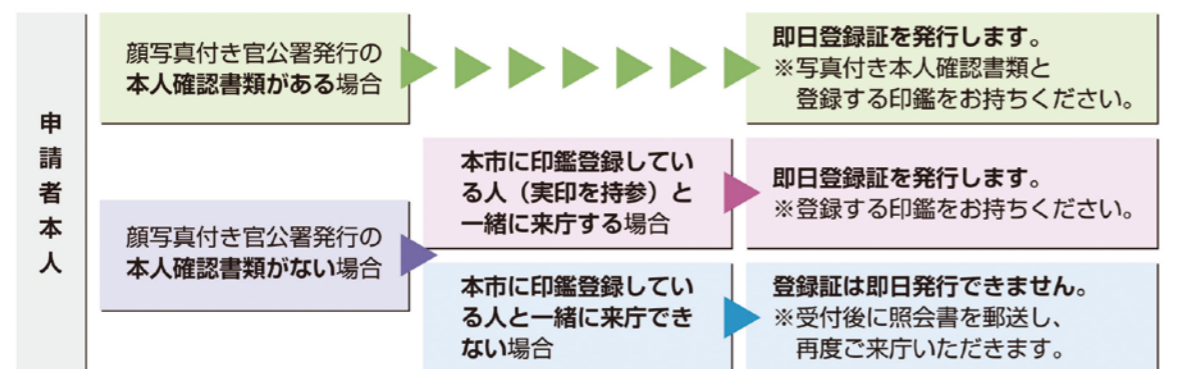 申請者本人
顔写真付き官公署発行の
本人確認書類がある場合
即日登録証を発行します。
※写真付き本人確認書類と
登録する印鑑をお持ちください。
顔写真付き官公署発行の
本人確認書類がない場合
本市に印鑑登録してい
る人（実印を持参）と
一緒に来庁する場合
即日登録証を発行します。
※登録する印鑑をお持ちください。
本市に印鑑登録してい
る人と一緒に来庁でき
ない場合
登録証は即日発行できません。
※受付後に照会書を郵送し、
再度ご来庁いただきます。